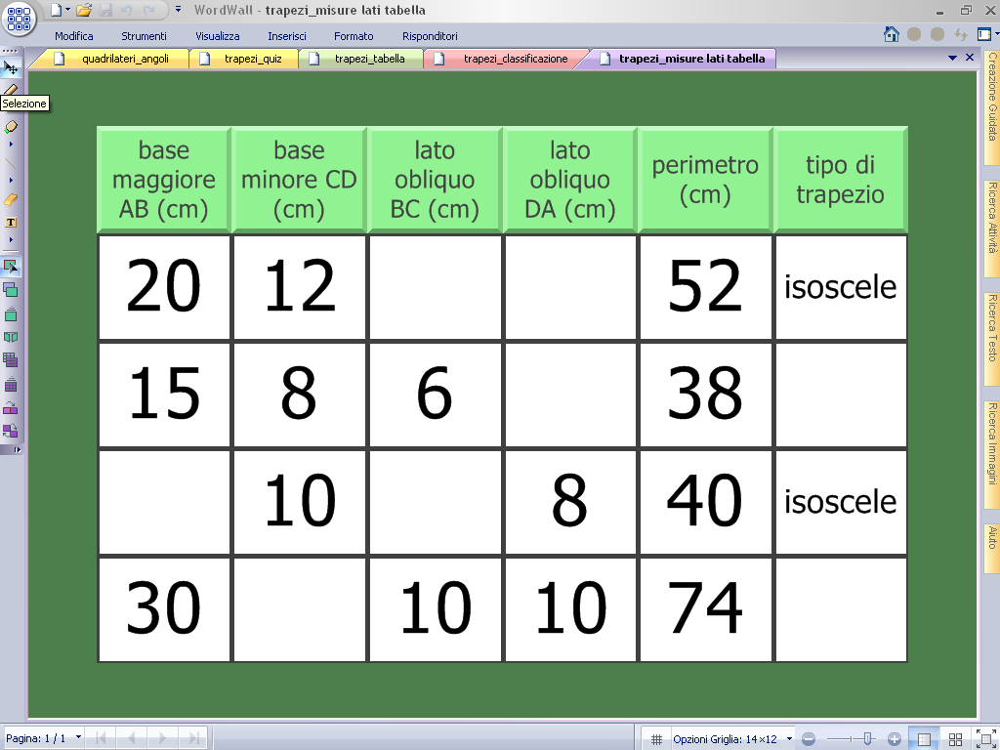 WordWall - trapezi_misure lati tabella
Modifica Strumenti Visualizza Inserisci Formato Risponditori
quadrilateri_angoli trapezi_quiz trapezi_tabella trapezi_classificazione trapezi_misure lati tabella
Selezione
T
base maggiore AB (cm)
base minore CD (cm)
lato obliquo BC (cm)
lato obliquo DA (cm)
perimetro (cm)
tipo di trapezio
20 12 52 isoscele
15 8 6 38
10 8 40 isoscele
30 10 10 74
Creazione Guidata
Ricerca Attività
Ricerca Testo
Ricerca Immagini
Aiuto
Pagina: 1 / 1
Opzioni Griglia: 14×12